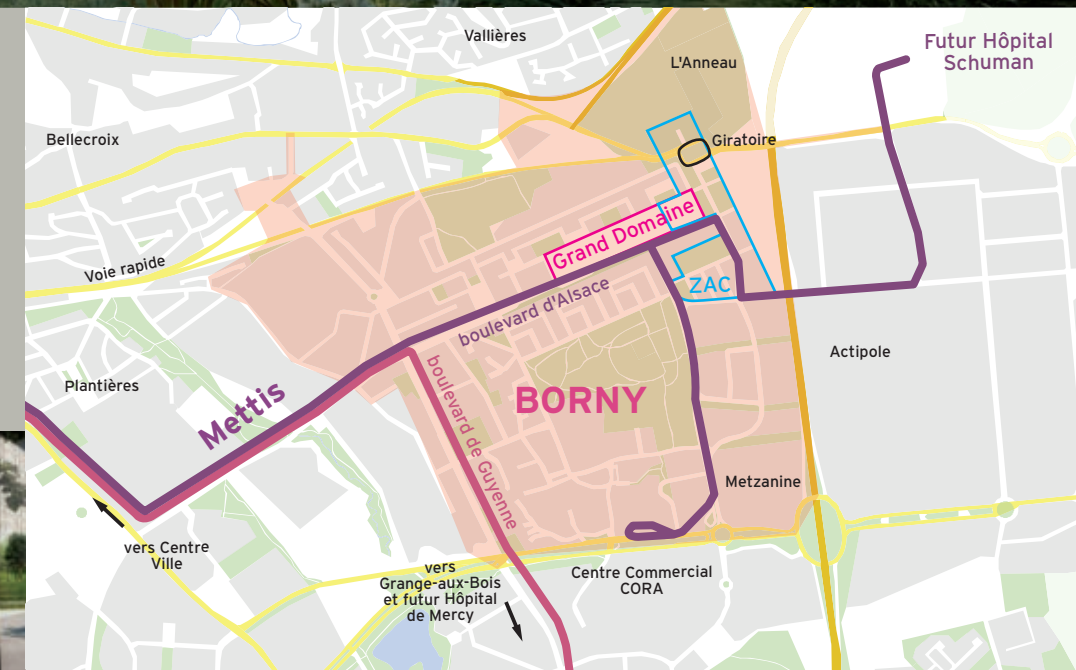 Vallières
Futur Hôpital
Schuman
L'Anneau
Bellecroix
Giratoire
Grand Domaine
Voie rapide
ZAC
boulevard d'Alsace
Actipole
Plantières
Mettis
boulevard de Guyenne
BORNY
Metzanine
vers Centre
Ville
vers
Grange-aux-Bois
et futur Hôpital
de Mercy
Centre Commercial
CORA